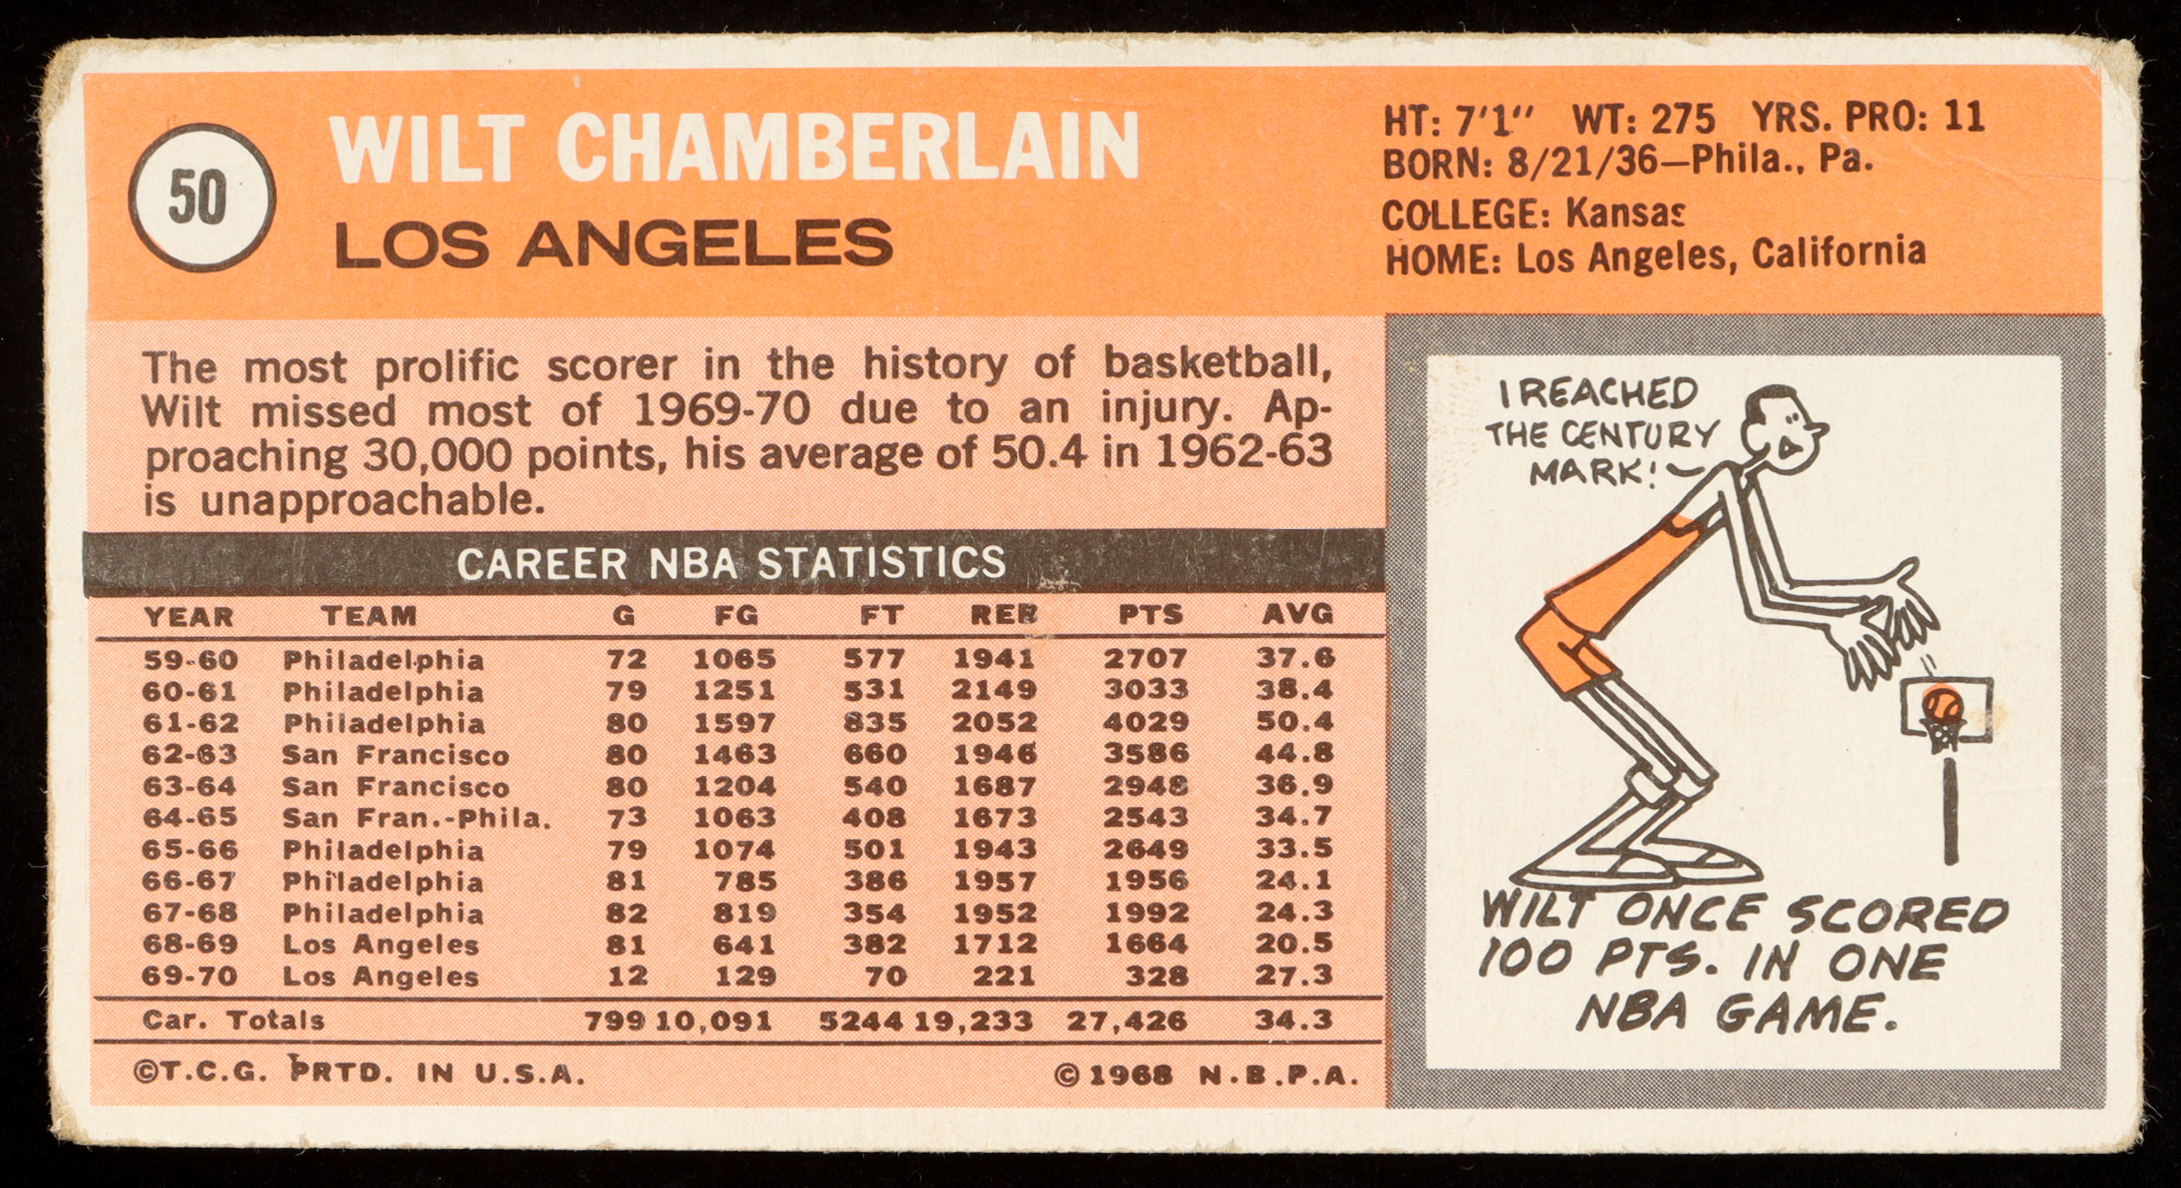 50
WILT CHAMBERLAIN
LOS ANGELES
HT: 7'1" WT: 275 YRS. PRO: 11
BORN: 8/21/36—Phila., Pa.
COLLEGE: Kansas
HOME: Los Angeles, California
The most prolific scorer in the history of basketball,
Wilt missed most of 1969-70 due to an injury. Ap-
proaching 30,000 points, his average of 50.4 in 1962-63
is unapproachable.
CAREER NBA STATISTICS
YEAR TEAM G FG FT REB PTS AVG
59-60 Philadelphia 72 1065 577 1941 2707 37.6
60-61 Philadelphia 79 1251 531 2149 3033 38.4
61-62 Philadelphia 80 1597 835 2052 4029 50.4
62-63 San Francisco 80 1463 660 1946 3586 44.8
63-64 San Francisco 80 1204 540 1687 2948 36.9
64-65 San Fran.-Phila. 73 1063 408 1673 2543 34.7
65-66 Philadelphia 79 1074 501 1943 2649 33.5
66-67 Philadelphia 81 785 386 1957 1956 24.1
67-68 Philadelphia 82 819 354 1952 1992 24.3
68-69 Los Angeles 81 641 382 1712 1664 20.5
69-70 Los Angeles 12 129 70 221 328 27.3
Car. Totals 799 10,091 5244 19,233 27,426 34.3
©T.C.G. PRTD. IN U.S.A. ©1968 N.B.P.A.
I REACHED
THE CENTURY
MARK!
WILT ONCE SCORED
100 PTS. IN ONE
NBA GAME.